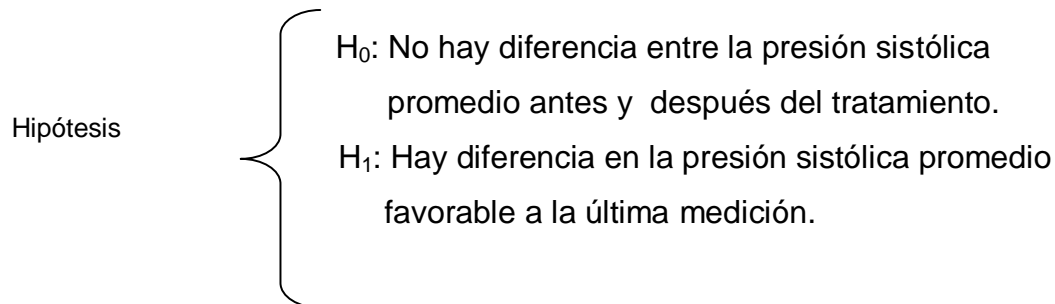 H₀: No hay diferencia entre la presión sistólica
promedio antes y después del tratamiento.
Hipótesis
H₁: Hay diferencia en la presión sistólica promedio
favorable a la última medición.